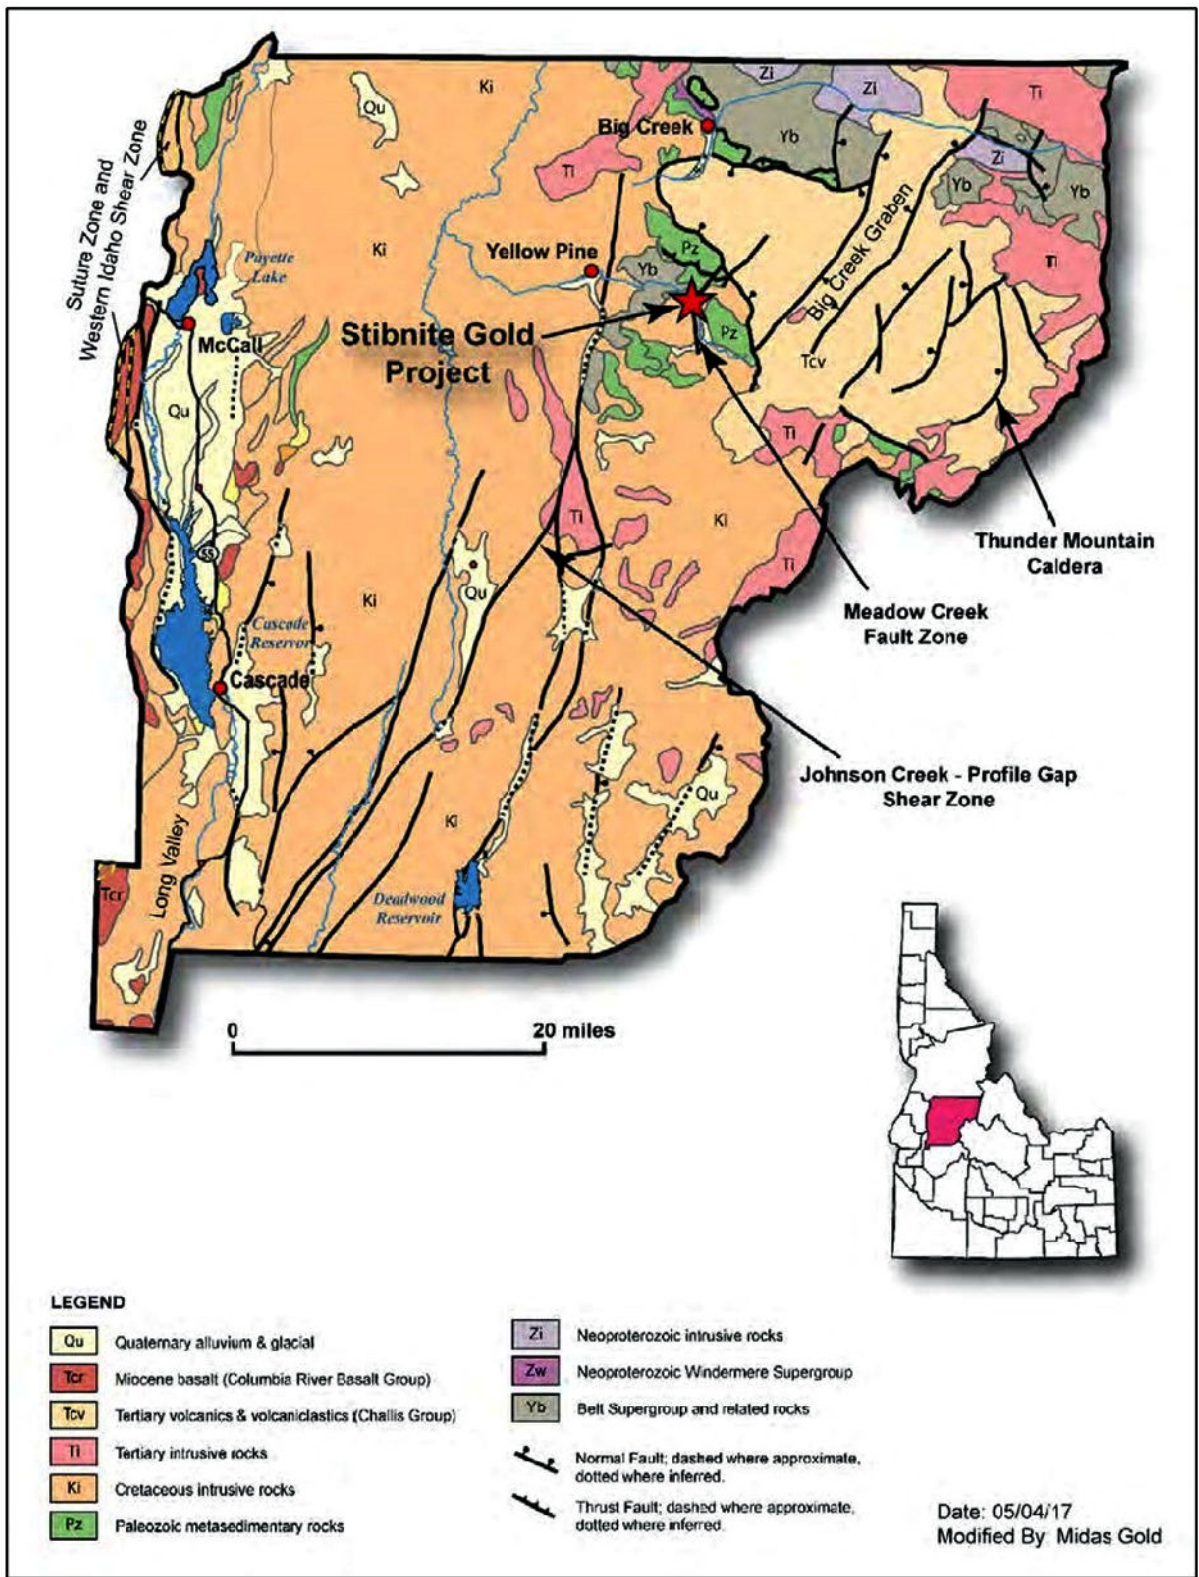 Zi
Ki
Qu
Zi
Ti
Big Creek
Yb
Zi
Ti
Yb
Yb
Suture Zone and
Western Idaho Shear Zone
Payette
Lake
Ki
Yellow Pine
Pz
Yb
Big Creek Graben
Ti
McCall
Stibnite Gold
Project
Pz
Tcv
Qu
Ti
Ti
Ki
55
Ti
Thunder Mountain
Caldera
Ki
Qu
Meadow Creek
Fault Zone
Cascade
Reservoir
Cascade
Johnson Creek - Profile Gap
Shear Zone
Qu
Ki
Long Valley
Tcr
Deadwood
Reservoir
0 20 miles
LEGEND
Qu Quaternary alluvium & glacial
Tcr Miocene basalt (Columbia River Basalt Group)
Tcv Tertiary volcanics & volcaniclastics (Challis Group)
Ti Tertiary intrusive rocks
Ki Cretaceous intrusive rocks
Pz Paleozoic metasedimentary rocks
Zi Neoproterozoic intrusive rocks
Zw Neoproterozoic Windermere Supergroup
Yb Belt Supergroup and related rocks
Normal Fault; dashed where approximate,
dotted where inferred.
Thrust Fault; dashed where approximate,
dotted where inferred.
Date: 05/04/17
Modified By Midas Gold